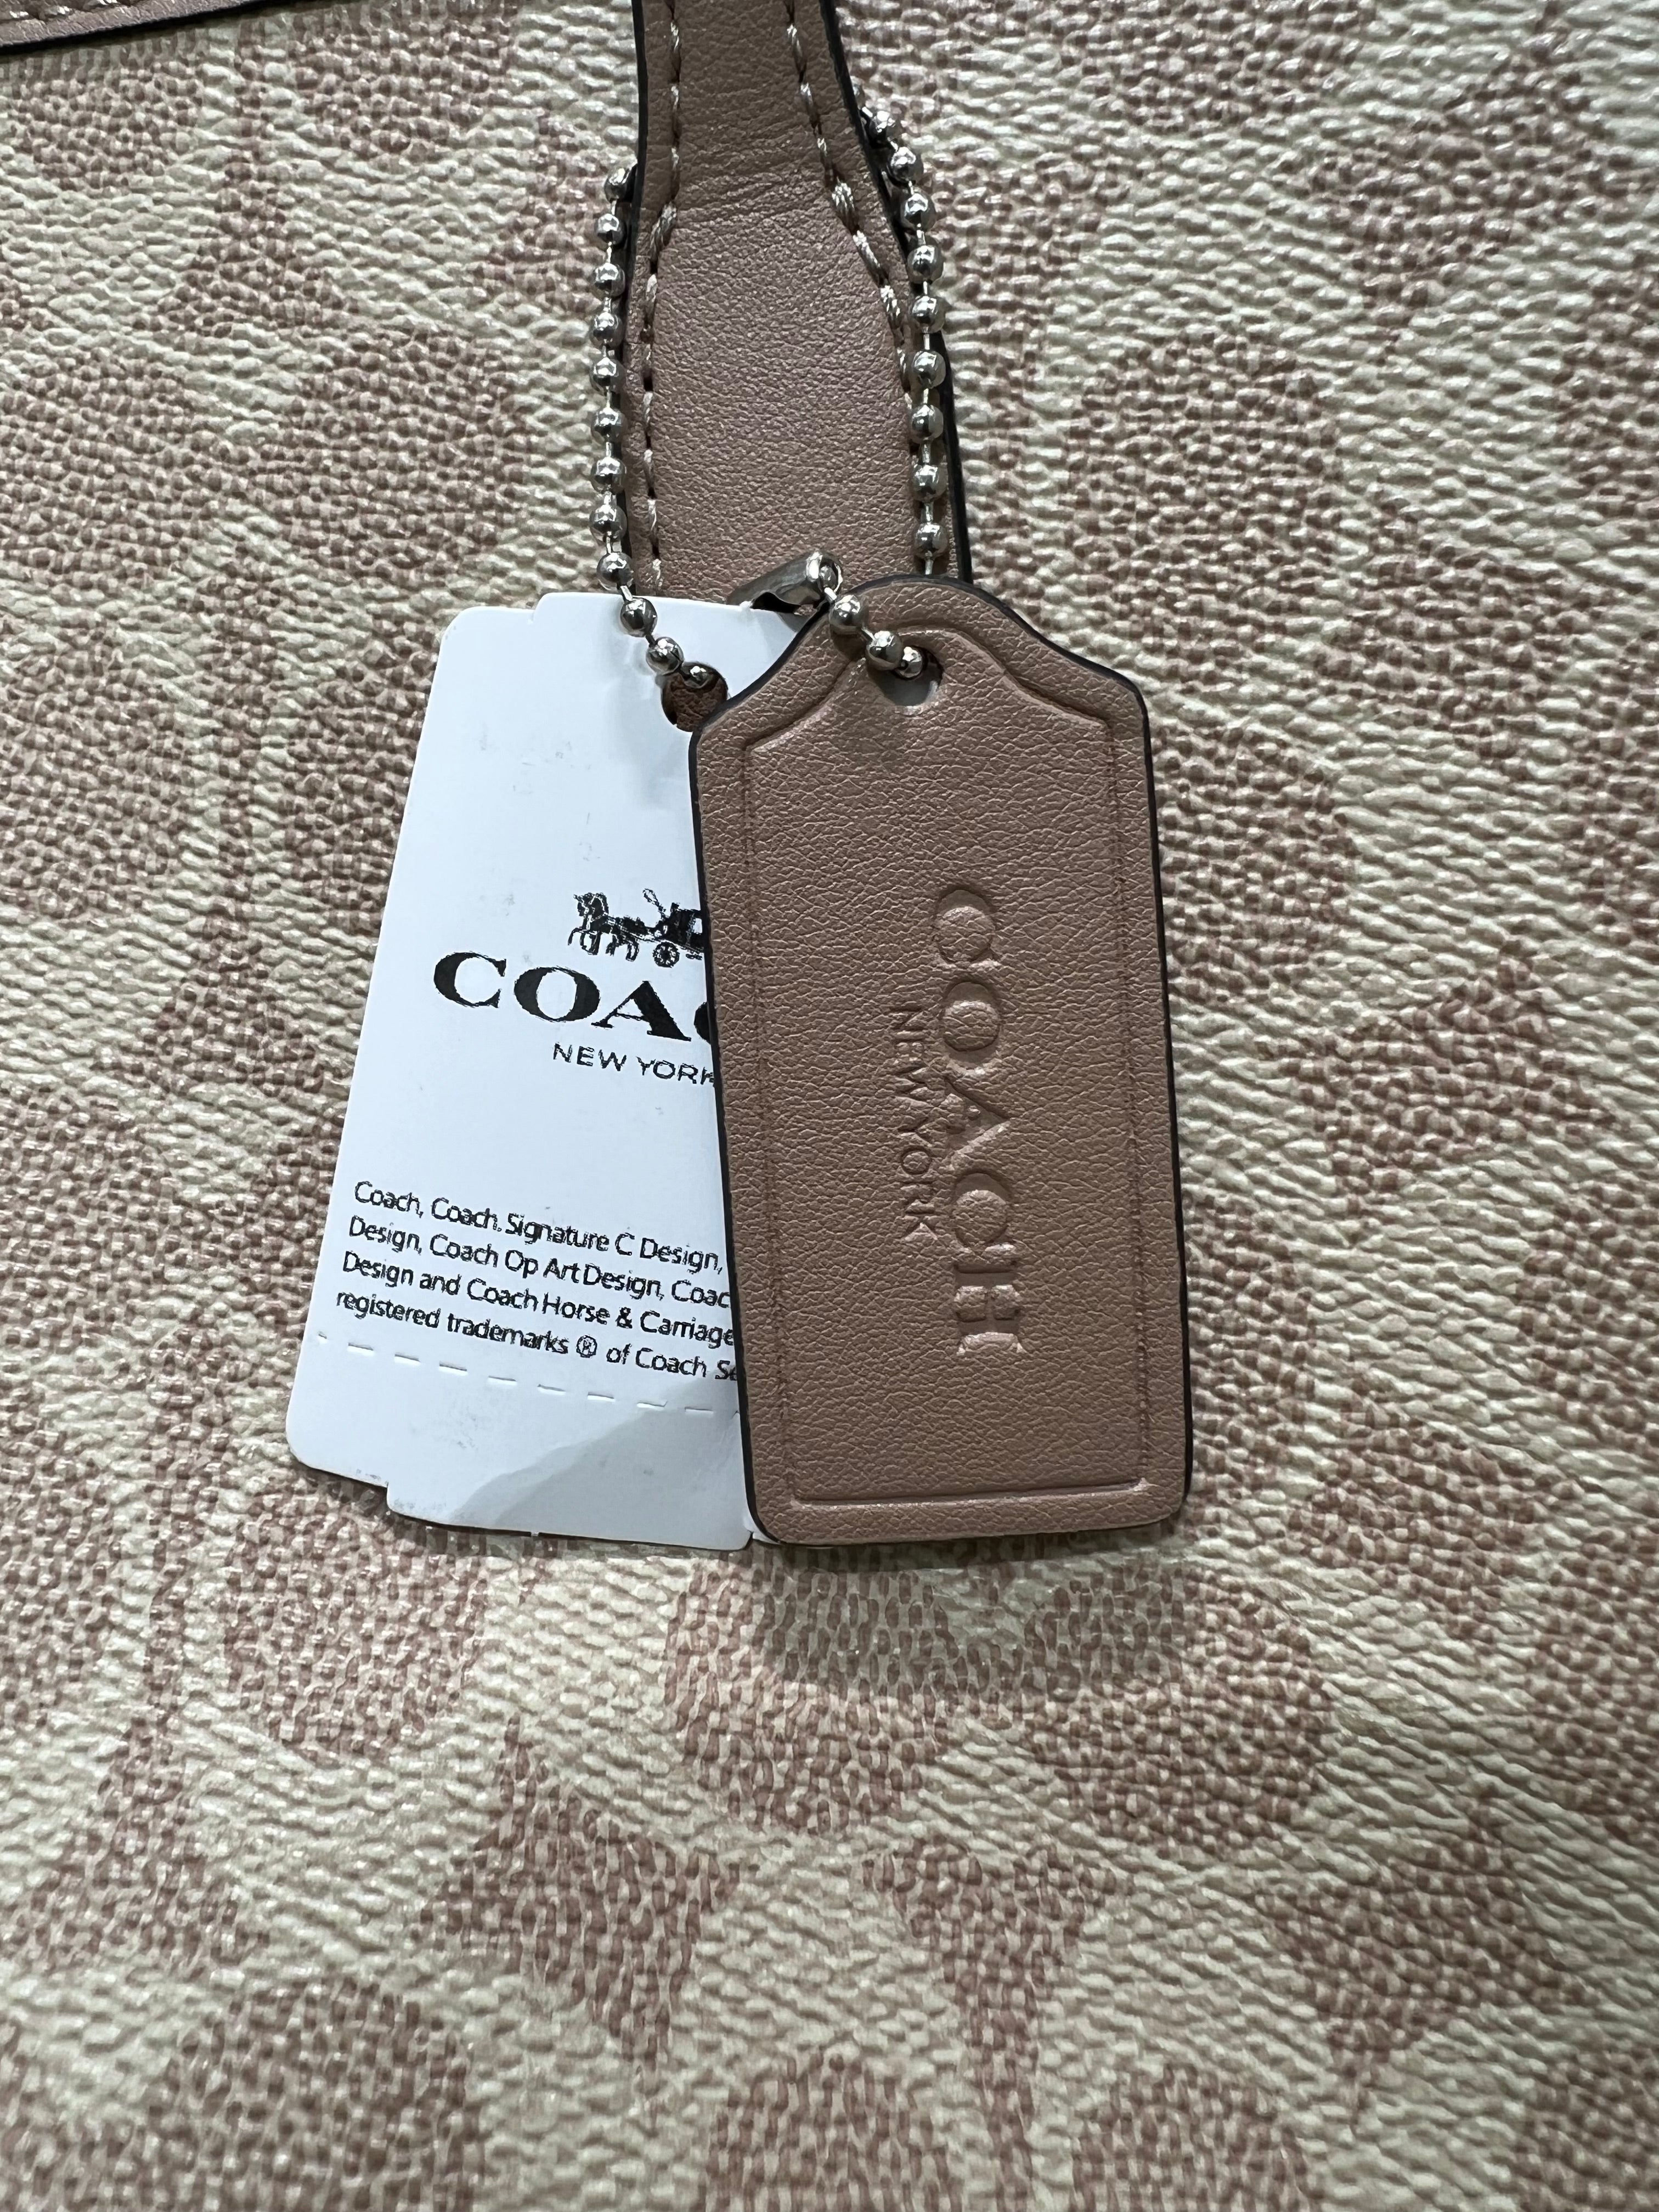 COAC
NEW YORK
Coach, Coach Signature C Design,
Design, Coach Op Art Design, Coac
Design and Coach Horse & Carriage
registered trademarks ® of Coach Se
COACH
NEW YORK